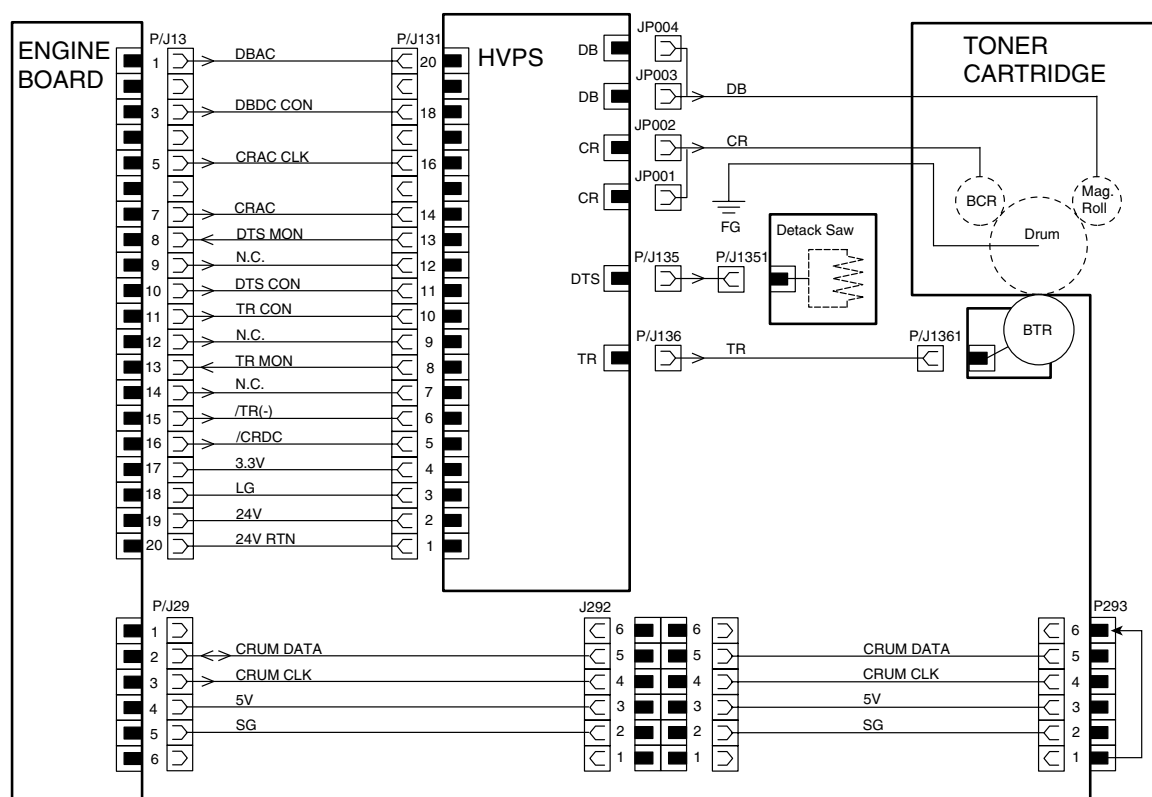 ENGINE
BOARD
P/J13
P/J131
HVPS
JP004
TONER
CARTRIDGE
1 DBAC 20
DB
JP003
DB
DB
3 DBDC CON 18
JP002
CR
CR
5 CRAC CLK 16
JP001
CR
BCR
Mag.
Roll
7 CRAC 14
FG
Detack Saw
Drum
8 DTS MON 13
9 N.C. 12
P/J135
P/J1351
DTS
10 DTS CON 11
11 TR CON 10
12 N.C. 9
P/J136
TR
TR
P/J1361
BTR
13 TR MON 8
14 N.C. 7
15 /TR(-) 6
16 /CRDC 5
17 3.3V 4
18 LG 3
19 24V 2
20 24V RTN 1
P/J29
J292
P293
1 6 6 6
2 CRUM DATA 5 5 CRUM DATA 5
3 CRUM CLK 4 4 CRUM CLK 4
4 5V 3 3 5V 3
5 SG 2 2 SG 2
6 1 1 1